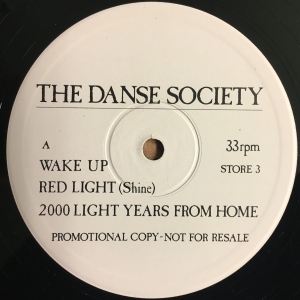 THE DANSE SOCIETY
A 33rpm
WAKE UP STORE 3
RED LIGHT (Shine)
2000 LIGHT YEARS FROM HOME
PROMOTIONAL COPY-NOT FOR RESALE